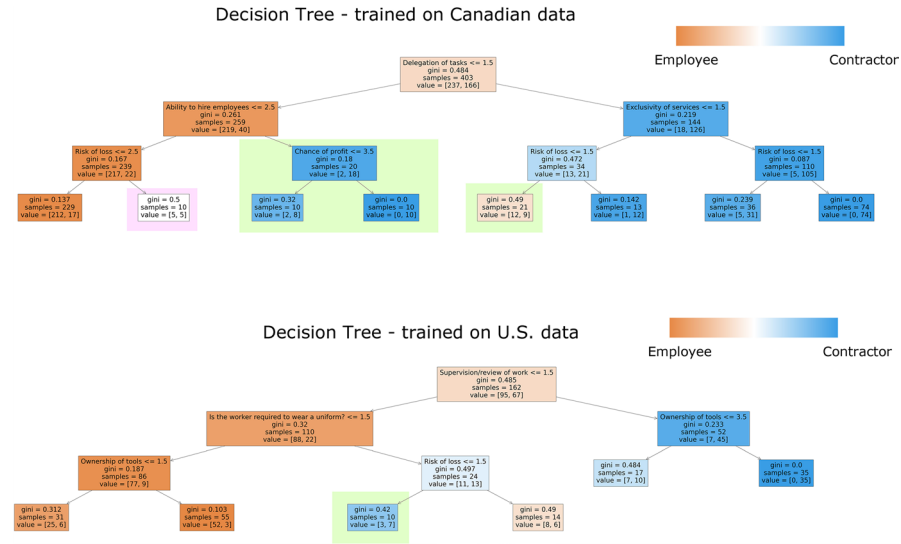 Decision Tree - trained on Canadian data
Employee
Contractor
Delegation of tasks <= 1.5
gini = 0.484
samples = 403
value = [237, 166]
Ability to hire employees <= 2.5
gini = 0.261
samples = 259
value = [219, 40]
Exclusivity of services <= 1.5
gini = 0.219
samples = 144
value = [18, 126]
Risk of loss <= 2.5
gini = 0.167
samples = 239
value = [217, 22]
Chance of profit <= 3.5
gini = 0.18
samples = 20
value = [2, 18]
Risk of loss <= 1.5
gini = 0.472
samples = 34
value = [13, 21]
Risk of loss <= 1.5
gini = 0.087
samples = 110
value = [5, 105]
gini = 0.137
samples = 229
value = [212, 17]
gini = 0.5
samples = 10
value = [5, 5]
gini = 0.32
samples = 10
value = [2, 8]
gini = 0.0
samples = 10
value = [0, 10]
gini = 0.49
samples = 21
value = [12, 9]
gini = 0.142
samples = 13
value = [1, 12]
gini = 0.239
samples = 36
value = [5, 31]
gini = 0.0
samples = 74
value = [0, 74]
Decision Tree - trained on U.S. data
Employee
Contractor
Supervision/review of work <= 1.5
gini = 0.485
samples = 162
value = [95, 67]
Is the worker required to wear a uniform? <= 1.5
gini = 0.32
samples = 110
value = [88, 22]
Ownership of tools <= 3.5
gini = 0.233
samples = 52
value = [7, 45]
Ownership of tools <= 1.5
gini = 0.187
samples = 86
value = [77, 9]
Risk of loss <= 1.5
gini = 0.497
samples = 24
value = [11, 13]
gini = 0.484
samples = 17
value = [7, 10]
gini = 0.0
samples = 35
value = [0, 35]
gini = 0.312
samples = 31
value = [25, 6]
gini = 0.103
samples = 55
value = [52, 3]
gini = 0.42
samples = 10
value = [3, 7]
gini = 0.49
samples = 14
value = [8, 6]